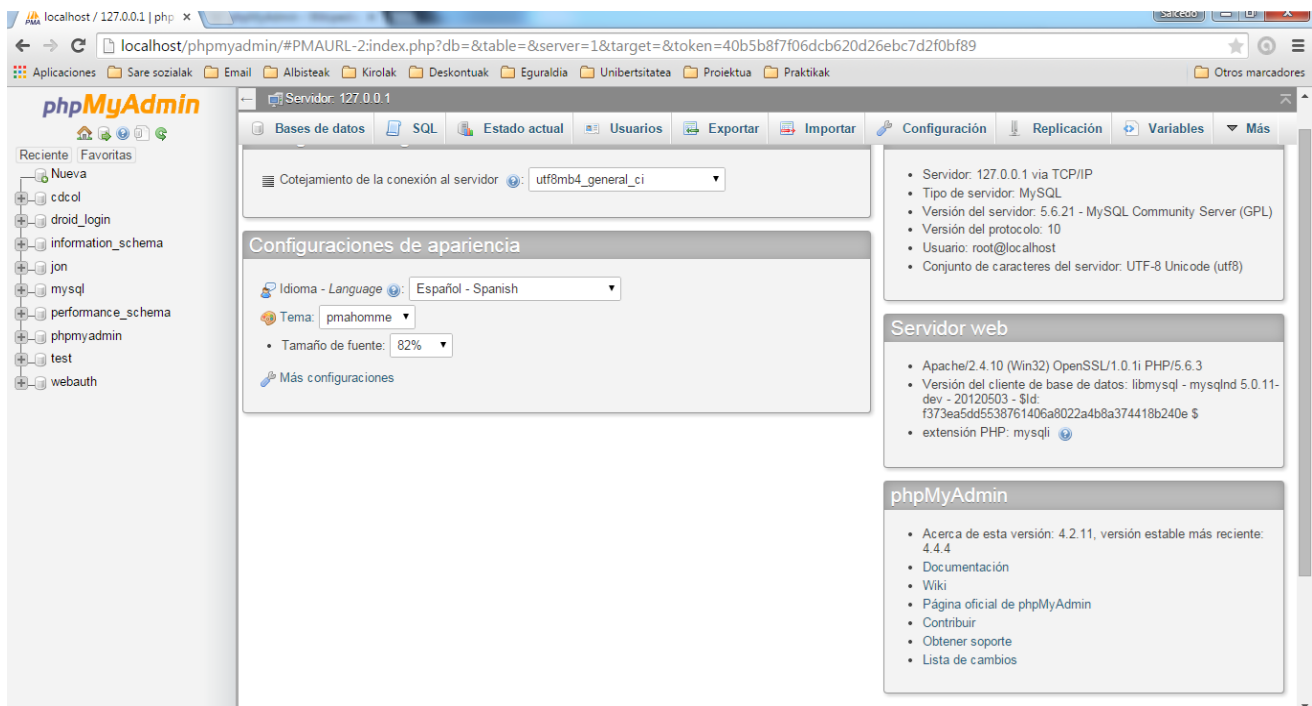 localhost / 127.0.0.1 | php
Salcedo
localhost/phpmyadmin/#PMAURL-2:index.php?db=&table=&server=1&target=&token=40b5b8f7f06dcb620d26ebc7d2f0bf89
Aplicaciones Sare sozialak Email Albisteak Kirolak Deskontuak Eguraldia Unibertsitatea Proiektua Praktikak Otros marcadores
phpMyAdmin
Reciente Favoritas
Nueva
cdcol
droid_login
information_schema
jon
mysql
performance_schema
phpmyadmin
test
webauth
Servidor: 127.0.0.1
Bases de datos SQL Estado actual Usuarios Exportar Importar Configuración Replicación Variables Más
Cotejamiento de la conexión al servidor : utf8mb4_general_ci
Configuraciones de apariencia
Idioma - Language : Español - Spanish
Tema: pmahomme
Tamaño de fuente: 82%
Más configuraciones
Servidor: 127.0.0.1 via TCP/IP
Tipo de servidor: MySQL
Versión del servidor: 5.6.21 - MySQL Community Server (GPL)
Versión del protocolo: 10
Usuario: root@localhost
Conjunto de caracteres del servidor: UTF-8 Unicode (utf8)
Servidor web
Apache/2.4.10 (Win32) OpenSSL/1.0.1i PHP/5.6.3
Versión del cliente de base de datos: libmysql - mysqlnd 5.0.11-
dev - 20120503 - $Id:
f373ea5dd5538761406a8022a4b8a374418b240e $
extensión PHP: mysqli
phpMyAdmin
Acerca de esta versión: 4.2.11, versión estable más reciente:
4.4.4
Documentación
Wiki
Página oficial de phpMyAdmin
Contribuir
Obtener soporte
Lista de cambios